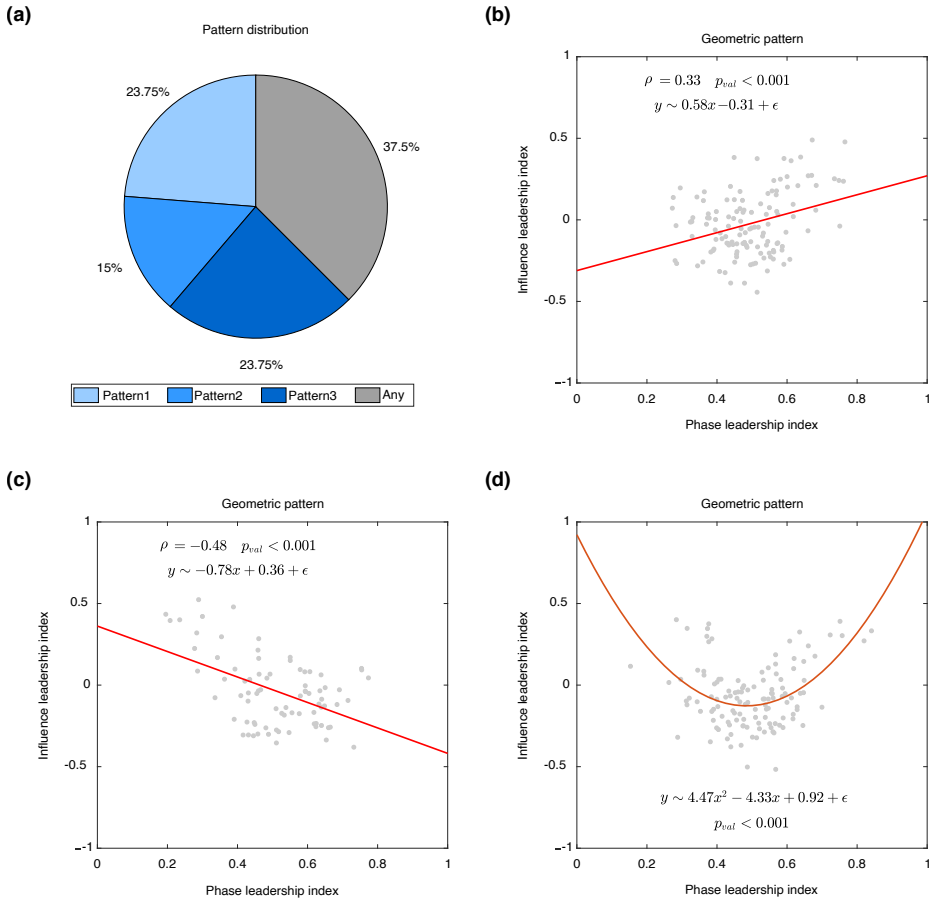 (a)
Pattern distribution
23.75%
37.5%
15%
23.75%
Pattern1 Pattern2 Pattern3 Any
(b)
Geometric pattern
ρ = 0.33 p_val < 0.001
y ∼ 0.58x−0.31 + ϵ
Influence leadership index
1
0.5
0
-0.5
−-1
0 0.2 0.4 0.6 0.8 1
Phase leadership index
(c)
Geometric pattern
ρ = −0.48 p_val < 0.001
y ∼ −0.78x + 0.36 + ϵ
Influence leadership index
1
0.5
0
-0.5
−-1
0 0.2 0.4 0.6 0.8 1
Phase leadership index
(d)
Geometric pattern
Influence leadership index
1
0.5
0
-0.5
−-1
y ∼ 4.47x² − 4.33x + 0.92 + ϵ
p_val < 0.001
0 0.2 0.4 0.6 0.8 1
Phase leadership index